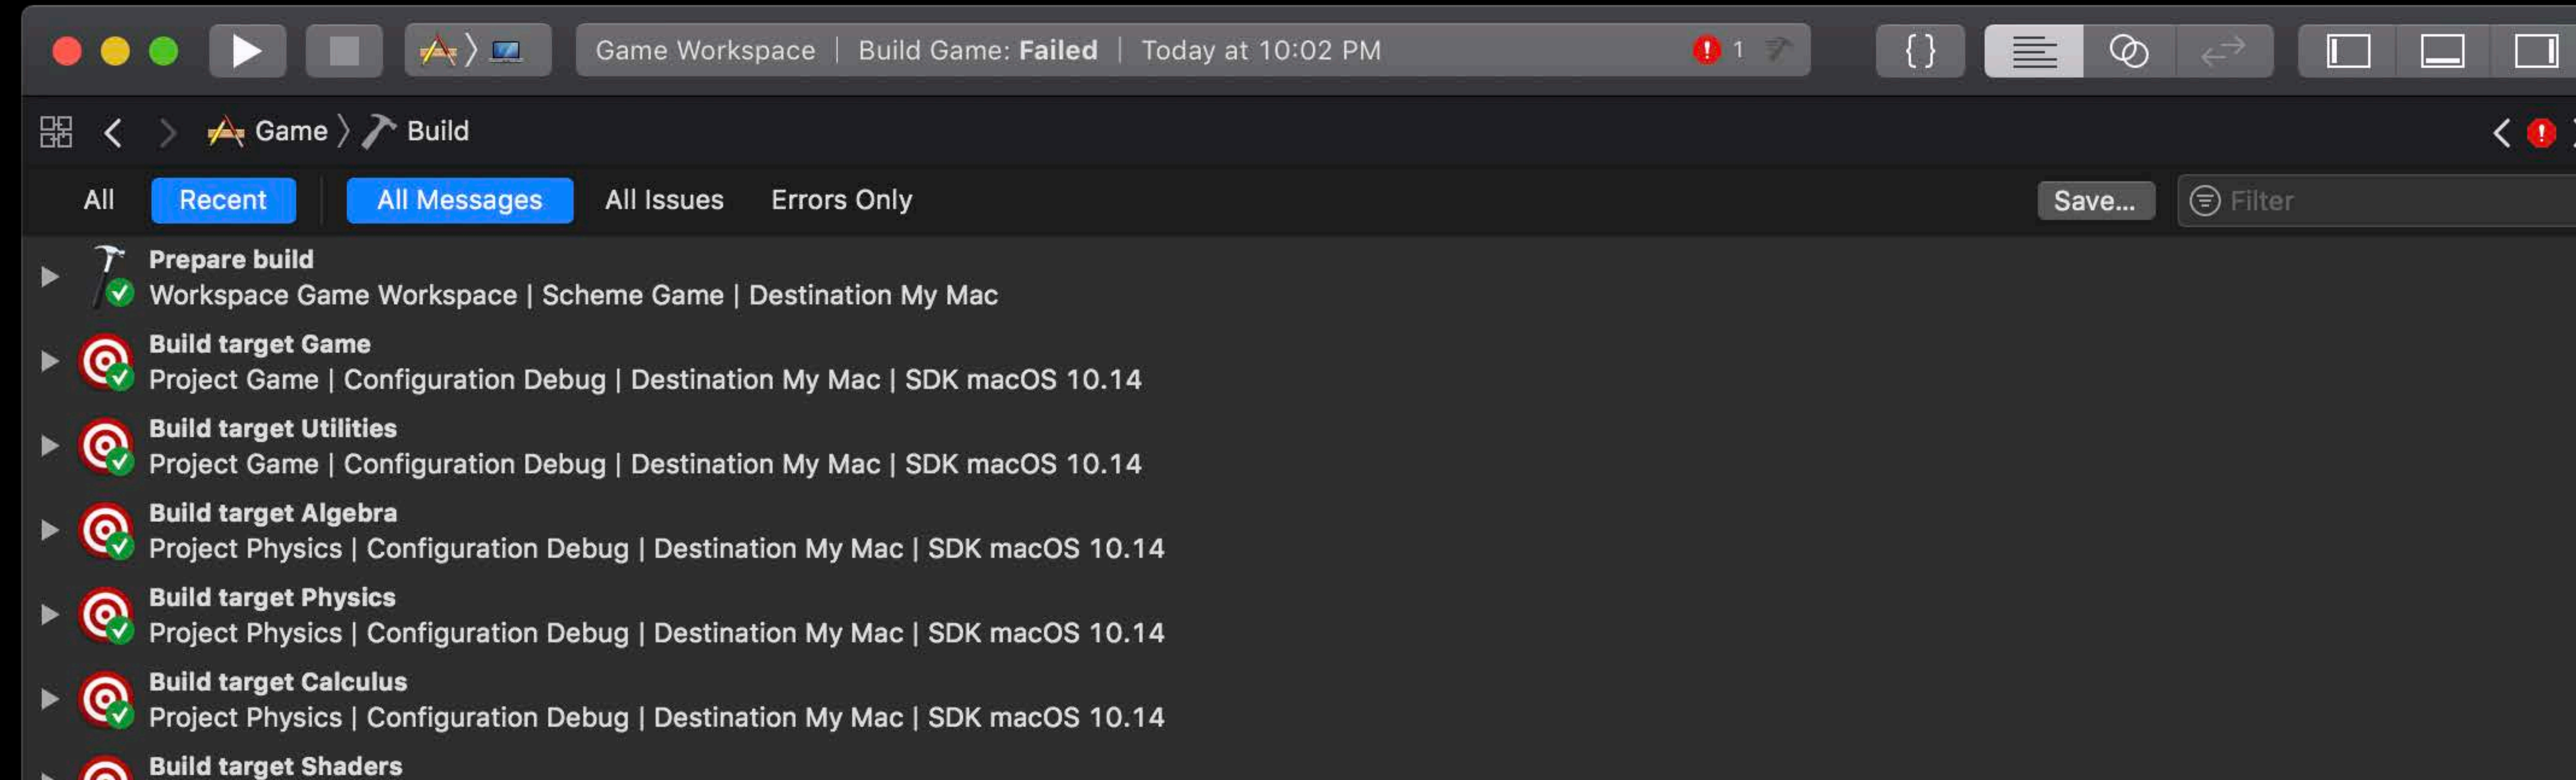 Game Workspace | Build Game: Failed | Today at 10:02 PM 1 { }
Game 〉 Build
All Recent All Messages All Issues Errors Only Save... Filter
Prepare build
Workspace Game Workspace | Scheme Game | Destination My Mac
Build target Game
Project Game | Configuration Debug | Destination My Mac | SDK macOS 10.14
Build target Utilities
Project Game | Configuration Debug | Destination My Mac | SDK macOS 10.14
Build target Algebra
Project Physics | Configuration Debug | Destination My Mac | SDK macOS 10.14
Build target Physics
Project Physics | Configuration Debug | Destination My Mac | SDK macOS 10.14
Build target Calculus
Project Physics | Configuration Debug | Destination My Mac | SDK macOS 10.14
Build target Shaders